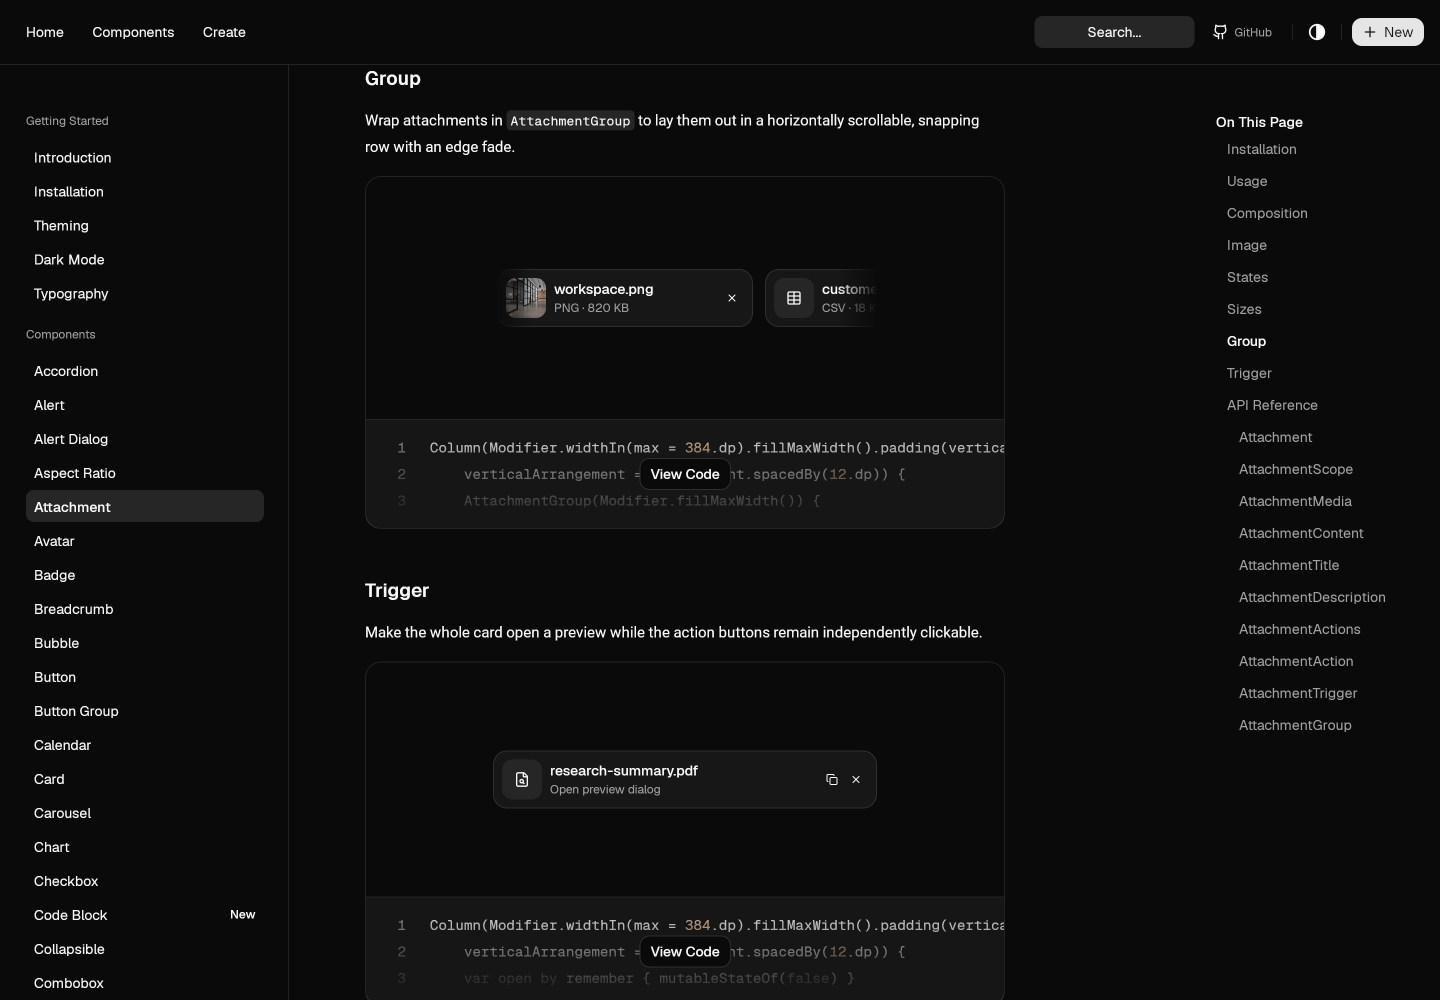 Home
Components
Create
Search...
GitHub
New
Getting Started
Introduction
Installation
Theming
Dark Mode
Typography
Components
Accordion
Alert
Alert Dialog
Aspect Ratio
Attachment
Avatar
Badge
Breadcrumb
Bubble
Button
Button Group
Calendar
Card
Carousel
Chart
Checkbox
Code Block New
Collapsible
Combobox
Group
Wrap attachments in AttachmentGroup to lay them out in a horizontally scrollable, snapping
row with an edge fade.
workspace.png
PNG · 820 KB
custome
CSV · 18 K
1 Column(Modifier.widthIn(max = 384.dp).fillMaxWidth().padding(vertica
2 verticalArrangement = View Code nt.spacedBy(12.dp)) {
3 AttachmentGroup(Modifier.fillMaxWidth()) {
Trigger
Make the whole card open a preview while the action buttons remain independently clickable.
research-summary.pdf
Open preview dialog
1 Column(Modifier.widthIn(max = 384.dp).fillMaxWidth().padding(vertica
2 verticalArrangement = View Code nt.spacedBy(12.dp)) {
3 var open by remember { mutableStateOf(false) }
On This Page
Installation
Usage
Composition
Image
States
Sizes
Group
Trigger
API Reference
Attachment
AttachmentScope
AttachmentMedia
AttachmentContent
AttachmentTitle
AttachmentDescription
AttachmentActions
AttachmentAction
AttachmentTrigger
AttachmentGroup